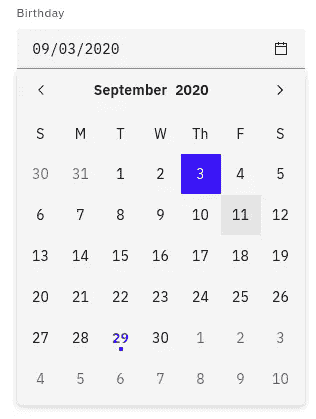 Birthday
09/03/2020
September 2020
S M T W Th F S
30 31 1 2 3 4 5
6 7 8 9 10 11 12
13 14 15 16 17 18 19
20 21 22 23 24 25 26
27 28 29 30 1 2 3
4 5 6 7 8 9 10